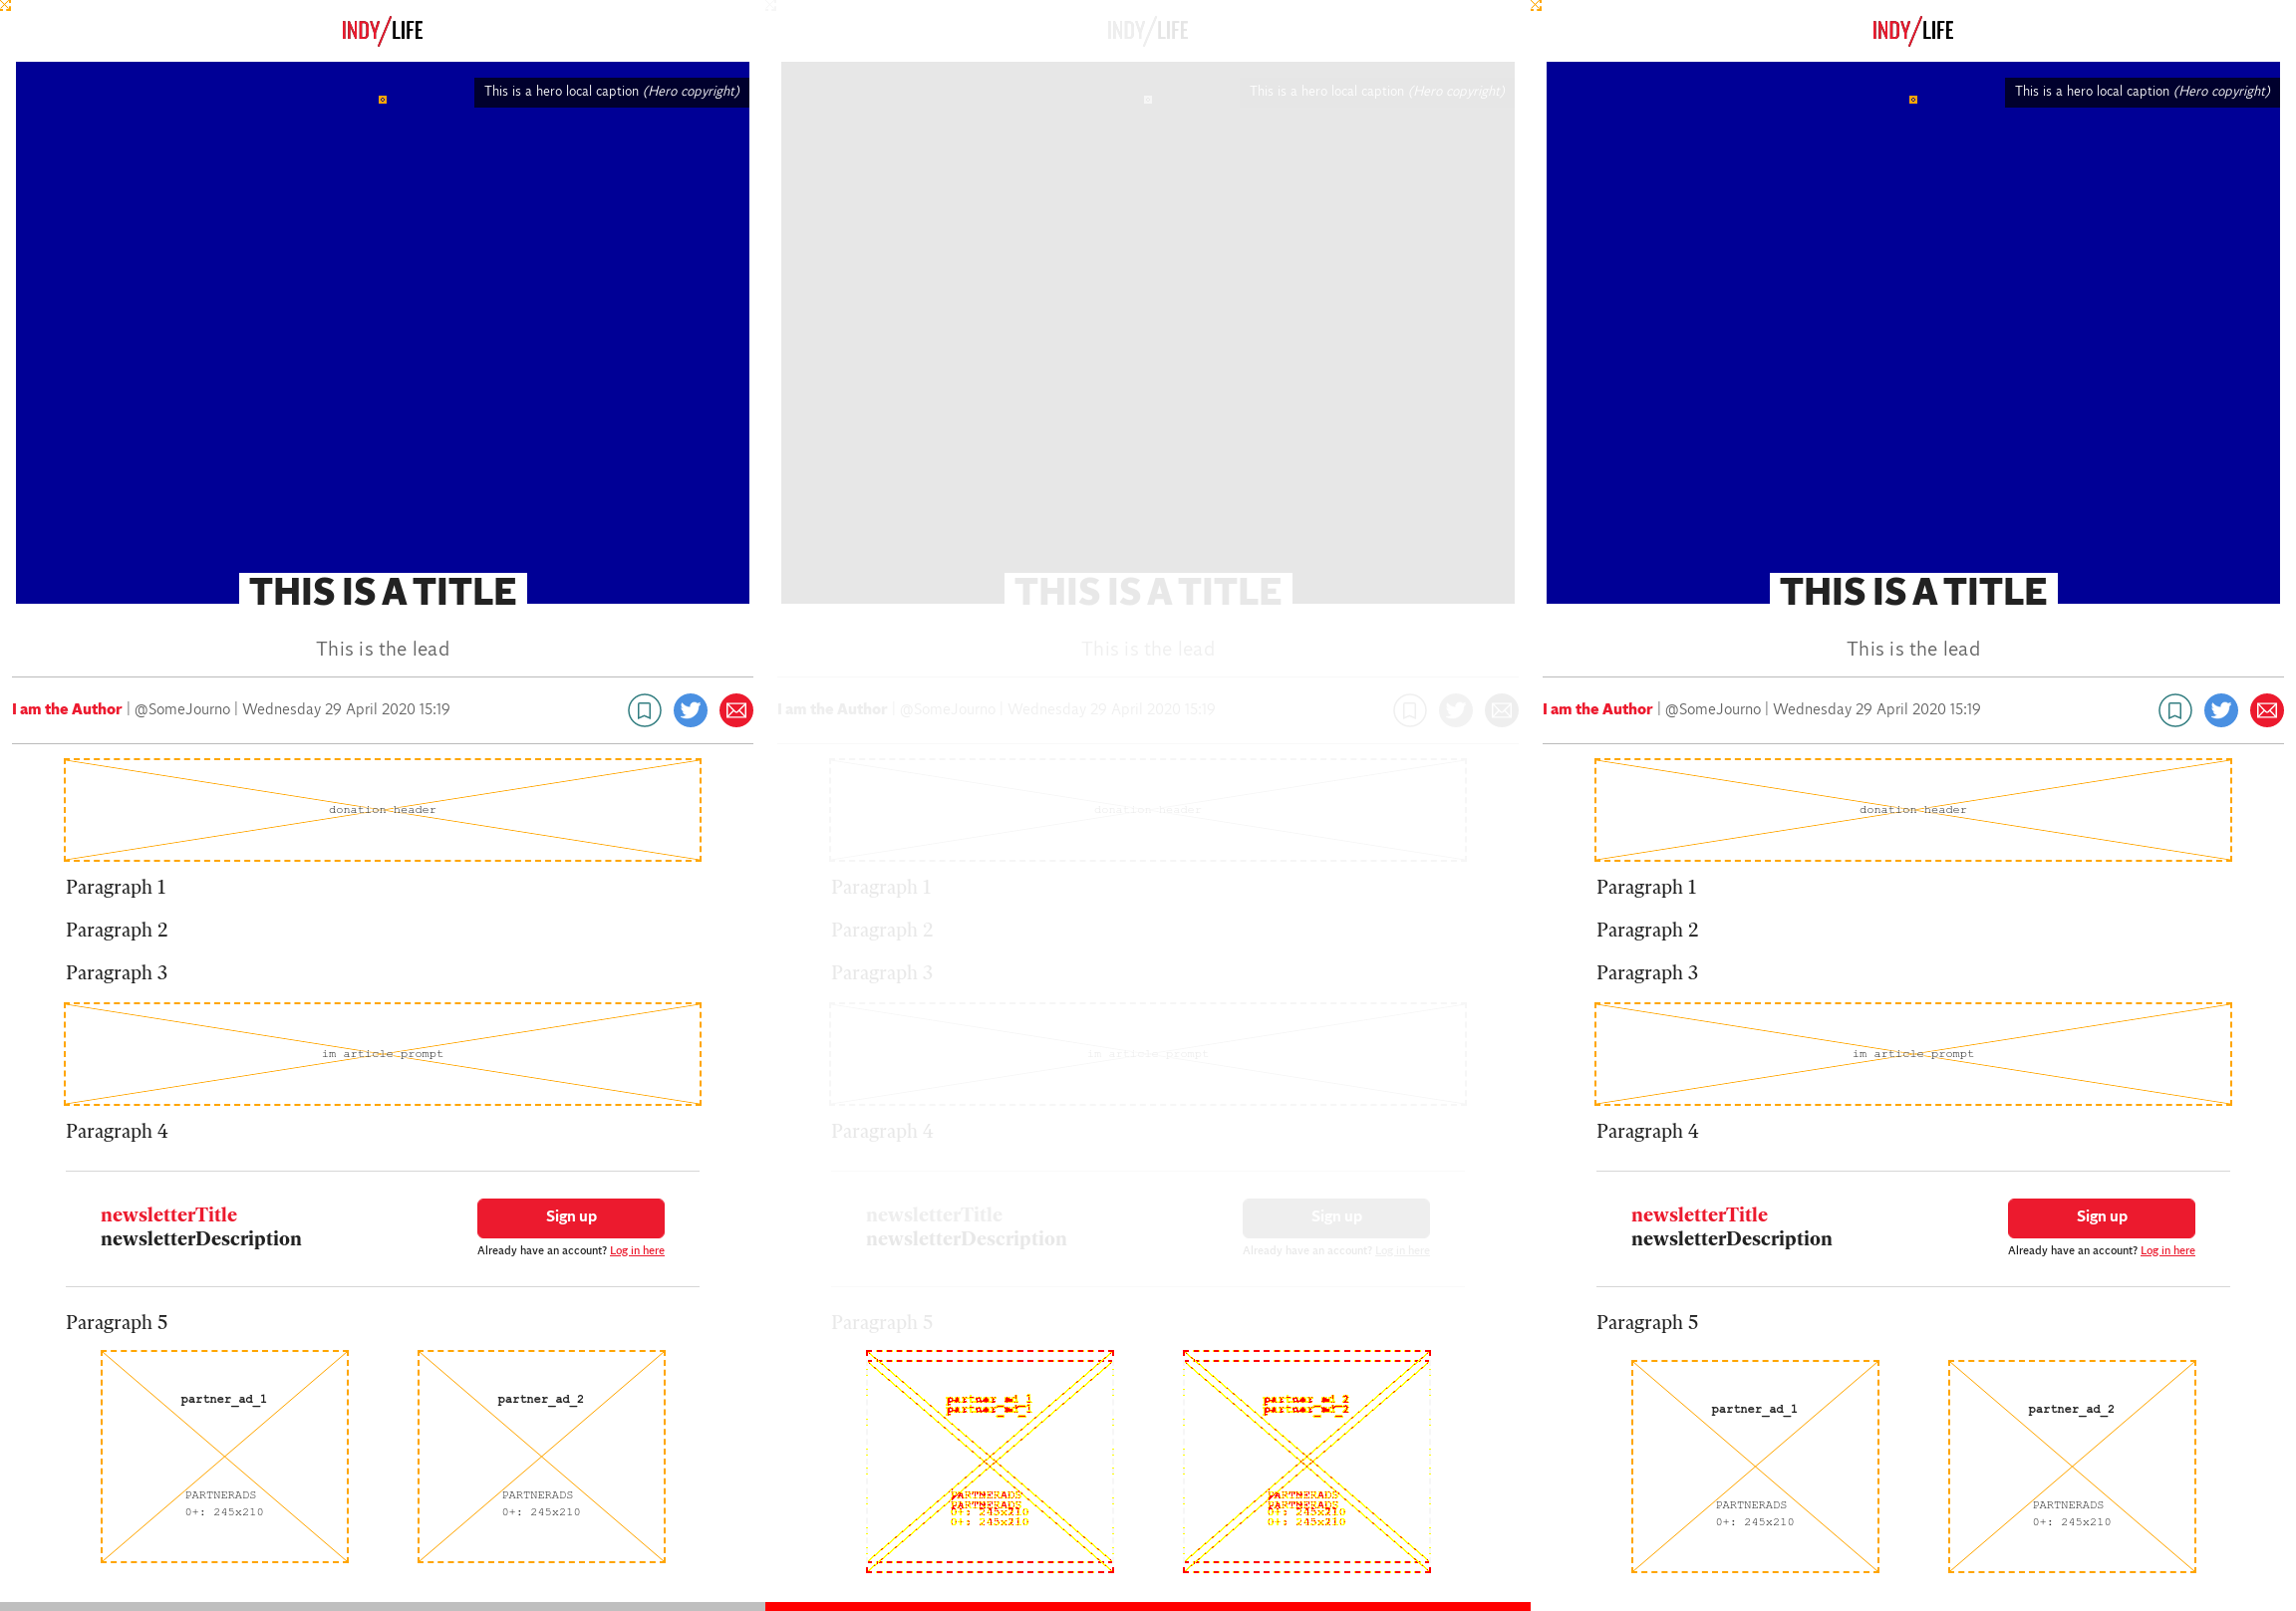 INDY/LIFE
This is a hero local caption (Hero copyright)
THIS IS A TITLE
This is the lead
I am the Author | @SomeJourno | Wednesday 29 April 2020 15:19
donation-header
Paragraph 1
Paragraph 2
Paragraph 3
im article prompt
Paragraph 4
newsletterTitle
newsletterDescription
Sign up
Already have an account? Log in here
Paragraph 5
partner_ad_1
PARTNERADS
0+: 245x210
partner_ad_2
PARTNERADS
0+: 245x210
INDY/LIFE
This is a hero local caption (Hero copyright)
THIS IS A TITLE
This is the lead
I am the Author | @SomeJourno | Wednesday 29 April 2020 15:19
donation-header
Paragraph 1
Paragraph 2
Paragraph 3
im article prompt
Paragraph 4
newsletterTitle
newsletterDescription
Sign up
Already have an account? Log in here
Paragraph 5
partner_ad_1
partner_ad_1
PARTNERADS
PARTNERADS
0+: 245x210
0+: 245x210
partner_ad_2
partner_ad_2
PARTNERADS
PARTNERADS
0+: 245x210
0+: 245x210
INDY/LIFE
This is a hero local caption (Hero copyright)
THIS IS A TITLE
This is the lead
I am the Author | @SomeJourno | Wednesday 29 April 2020 15:19
donation-header
Paragraph 1
Paragraph 2
Paragraph 3
im article prompt
Paragraph 4
newsletterTitle
newsletterDescription
Sign up
Already have an account? Log in here
Paragraph 5
partner_ad_1
PARTNERADS
0+: 245x210
partner_ad_2
PARTNERADS
0+: 245x210